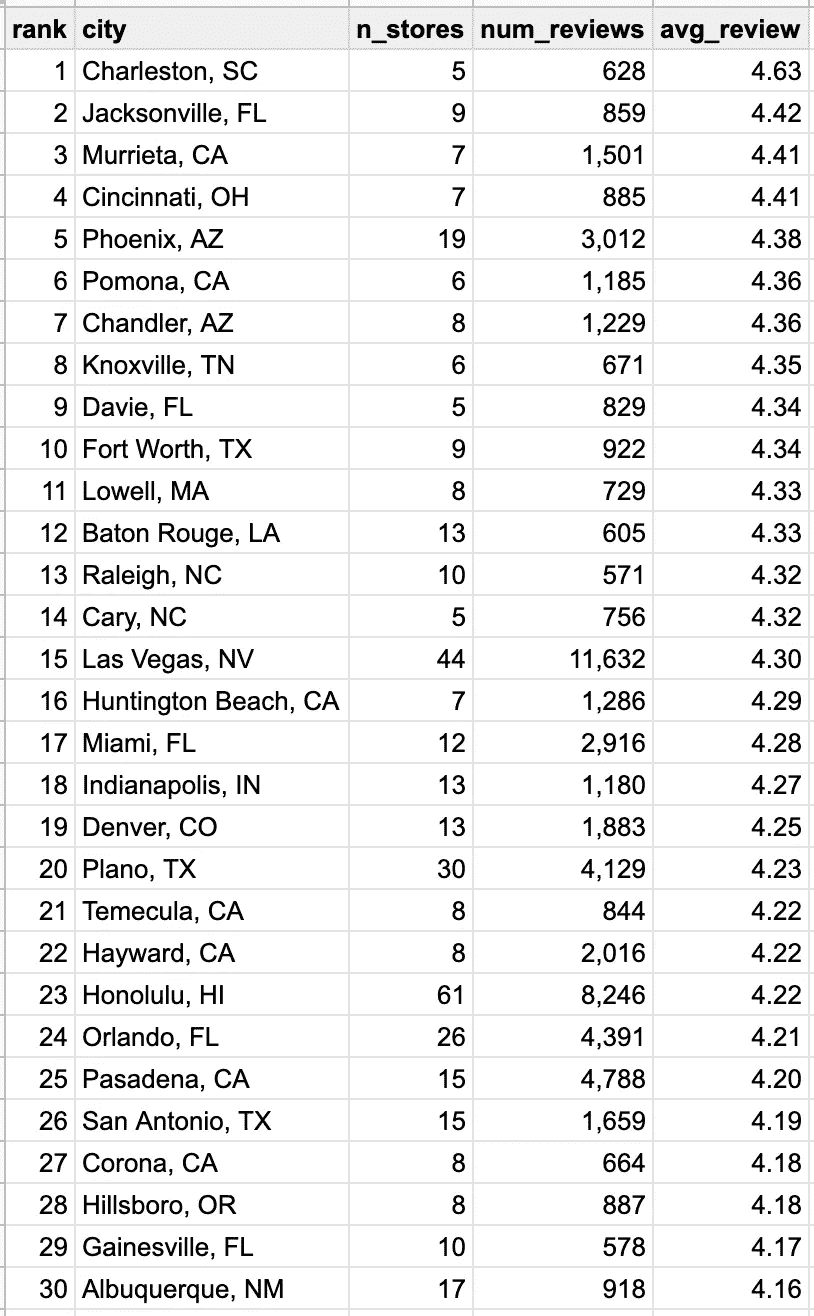 rank city n_stores num_reviews avg_review
1 Charleston, SC 5 628 4.63
2 Jacksonville, FL 9 859 4.42
3 Murrieta, CA 7 1,501 4.41
4 Cincinnati, OH 7 885 4.41
5 Phoenix, AZ 19 3,012 4.38
6 Pomona, CA 6 1,185 4.36
7 Chandler, AZ 8 1,229 4.36
8 Knoxville, TN 6 671 4.35
9 Davie, FL 5 829 4.34
10 Fort Worth, TX 9 922 4.34
11 Lowell, MA 8 729 4.33
12 Baton Rouge, LA 13 605 4.33
13 Raleigh, NC 10 571 4.32
14 Cary, NC 5 756 4.32
15 Las Vegas, NV 44 11,632 4.30
16 Huntington Beach, CA 7 1,286 4.29
17 Miami, FL 12 2,916 4.28
18 Indianapolis, IN 13 1,180 4.27
19 Denver, CO 13 1,883 4.25
20 Plano, TX 30 4,129 4.23
21 Temecula, CA 8 844 4.22
22 Hayward, CA 8 2,016 4.22
23 Honolulu, HI 61 8,246 4.22
24 Orlando, FL 26 4,391 4.21
25 Pasadena, CA 15 4,788 4.20
26 San Antonio, TX 15 1,659 4.19
27 Corona, CA 8 664 4.18
28 Hillsboro, OR 8 887 4.18
29 Gainesville, FL 10 578 4.17
30 Albuquerque, NM 17 918 4.16